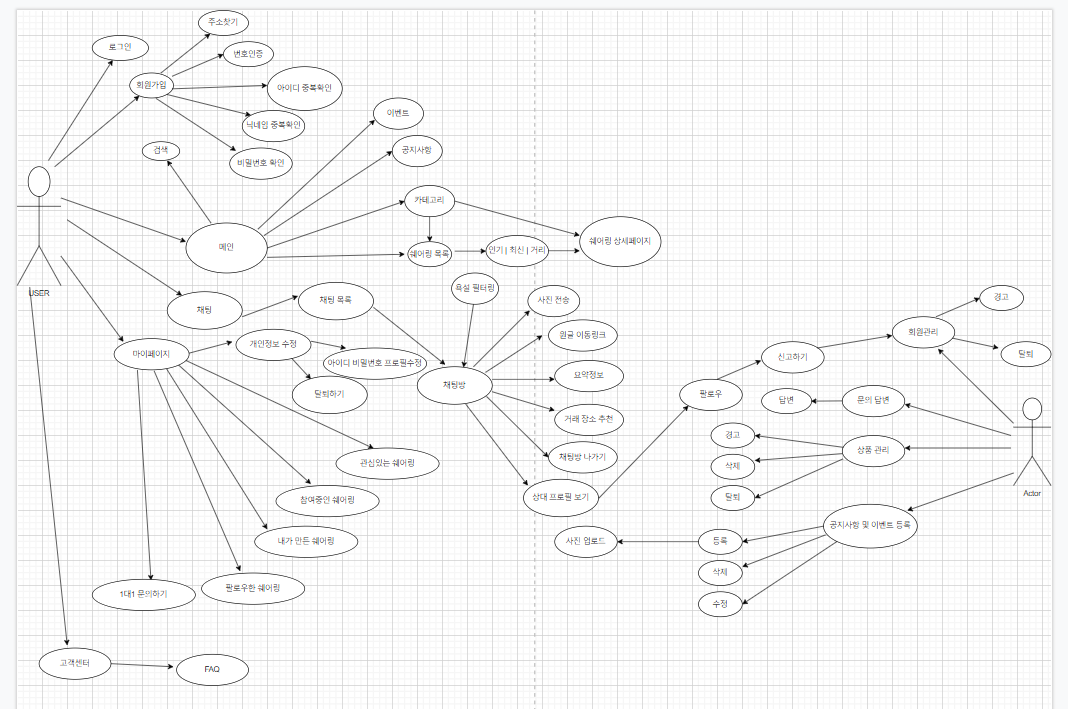 주소찾기
로그인
번호인증
회원가입
아이디 중복확인
이벤트
닉네임 중복확인
검색
공지사항
비밀번호 확인
카테고리
메인
쉐어링 상세페이지
쉐어링 목록
인기 | 최신 | 거리
USER
욕설 필터링
채팅
채팅 목록
사진 전송
경고
원글 이동링크
회원관리
개인정보 수정
마이페이지
신고하기
탈퇴
아이디 비밀번호 프로필수정
요약정보
채팅방
탈퇴하기
팔로우
답변
문의 답변
거래 장소 추천
경고
상품 관리
채팅방 나가기
관심있는 쉐어링
삭제
Actor
참여중인 쉐어링
상대 프로필 보기
탈퇴
공지사항 및 이벤트 등록
내가 만든 쉐어링
사진 업로드
등록
삭제
팔로우한 쉐어링
1대1 문의하기
수정
고객센터
FAQ